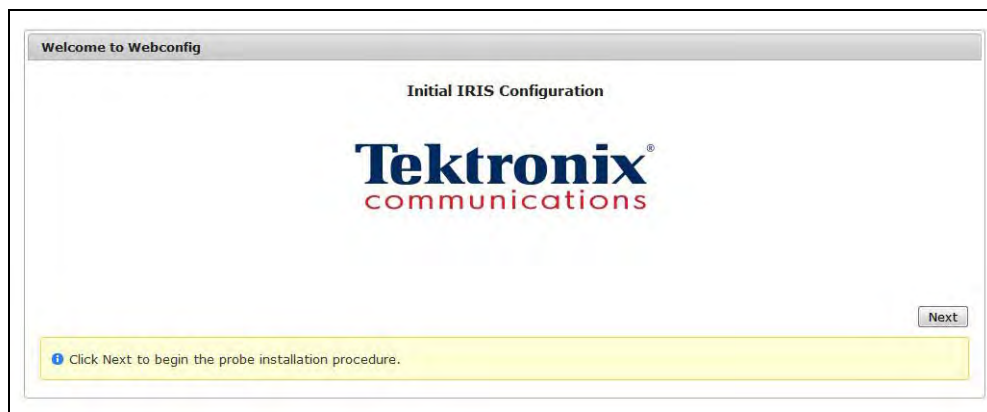 Welcome to Webconfig
Initial IRIS Configuration
Tektronix®
communications
Next
Click Next to begin the probe installation procedure.